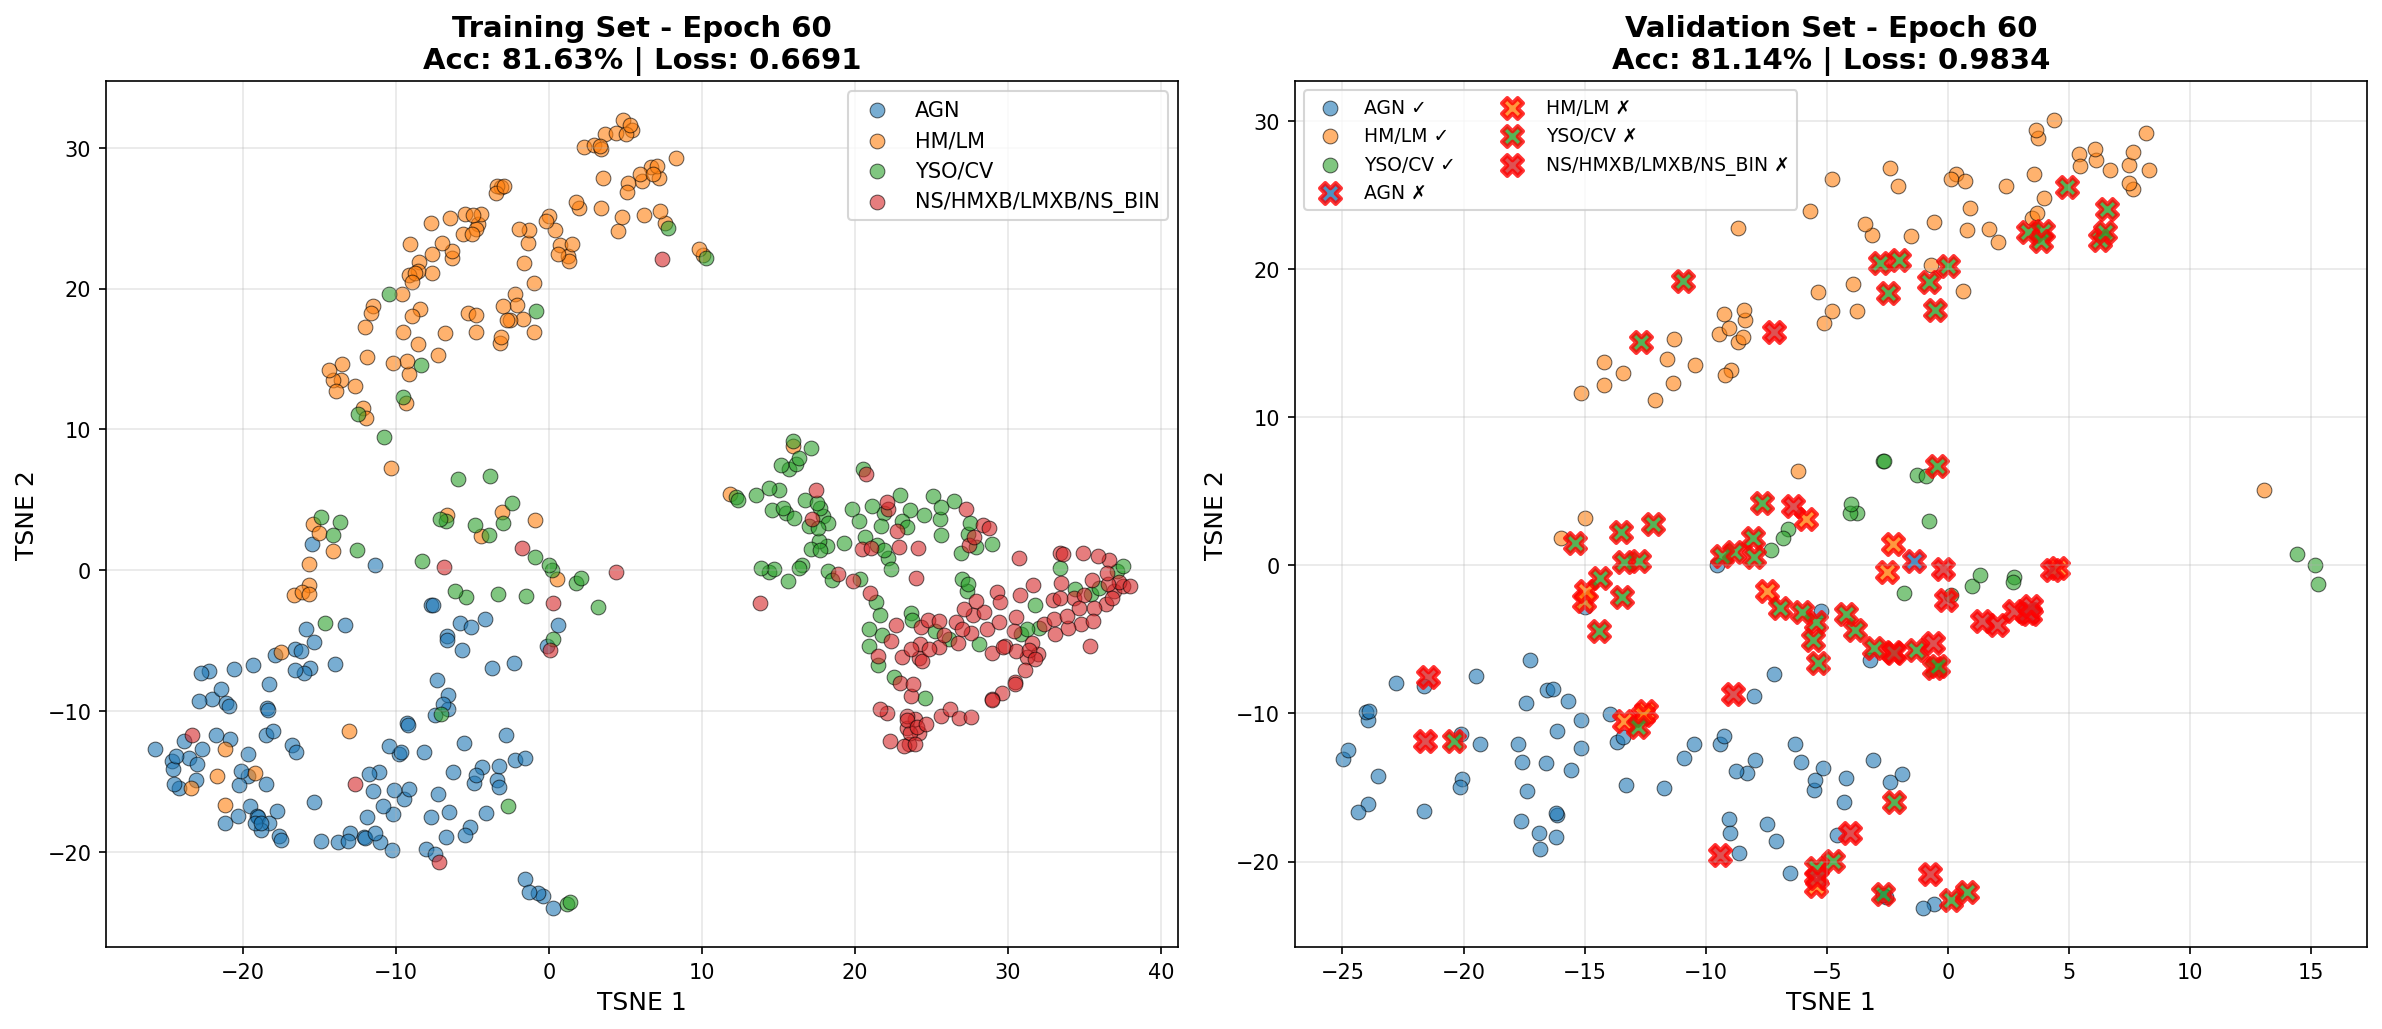 Training Set - Epoch 60
Acc: 81.63% | Loss: 0.6691
AGN
HM/LM
YSO/CV
NS/HMXB/LMXB/NS_BIN
30
20
10
0
−10
−20
TSNE 2
−20
−10
0
10
20
30
40
TSNE 1
Validation Set - Epoch 60
Acc: 81.14% | Loss: 0.9834
AGN ✓
HM/LM ✓
YSO/CV ✓
AGN ✗
HM/LM ✗
YSO/CV ✗
NS/HMXB/LMXB/NS_BIN ✗
30
20
10
0
−10
−20
TSNE 2
−25
−20
−15
−10
−5
0
5
10
15
TSNE 1